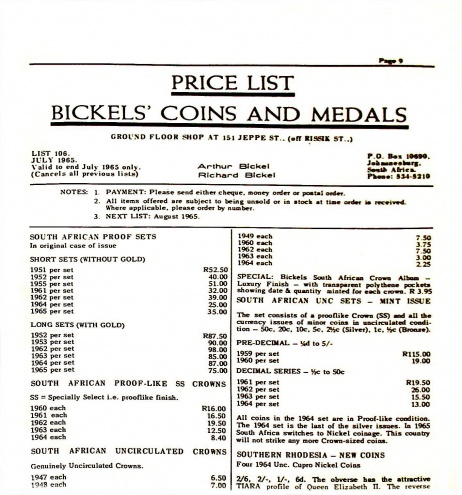 Page 9
PRICE LIST
BICKELS' COINS AND MEDALS
GROUND FLOOR SHOP AT 151 JEPPE ST., (off RISSIK ST.,)
LIST 106.
JULY 1965.
Valid to end July 1965 only.
(Cancels all previous lists)
Arthur Bickel
Richard Bickel
P.O. Box 10690,
Johannesburg,
South Africa.
Phone: 534-5210
NOTES: 1. PAYMENT: Please send either cheque, money order or postal order.
2. All items offered are subject to being unsold or in stock at time order is received.
Where applicable, please order by number.
3. NEXT LIST: August 1965.
SOUTH AFRICAN PROOF SETS
In original case of issue
SHORT SETS (WITHOUT GOLD)
1951 per set R52.50
1952 per set 40.00
1955 per set 51.00
1961 per set 32.00
1962 per set 39.00
1964 per set 25.00
1965 per set 35.00
LONG SETS (WITH GOLD)
1952 per set R87.50
1953 per set 90.00
1962 per set 98.00
1963 per set 85.00
1964 per set 77.00
1965 per set 87.00
SOUTH AFRICAN PROOF-LIKE SS CROWNS
SS = Specially Select i.e. prooflike finish.
1960 each R16.00
1961 each 16.50
1962 each 19.50
1963 each 12.50
1964 each 8.40
SOUTH AFRICAN UNCIRCULATED CROWNS
Genuinely Uncirculated Crowns.
1947 each 6.50
1948 each 7.00
1949 each 7.50
1960 each 3.75
1962 each 7.50
1963 each 3.00
1964 each 2.25
SPECIAL: Bickels South African Crown Album -
Luxury Finish - with transparent polythene pockets
showing date & quantity minted for each crown. R 3.95
SOUTH AFRICAN UNC SETS - MINT ISSUE
The set consists of a prooflike Crown (SS) and all the
currency issues of minor coins in uncirculated condi-
tion - 50c, 20c, 10c, 5c, 2½c (Silver), 1c, ½c (Bronze).
PRE-DECIMAL - ¼d to 5/-
1959 per set R115.00
1960 per set 19.00
DECIMAL SERIES - ½c to 50c
1961 per set R19.50
1962 per set 26.00
1963 per set 15.50
1964 per set 13.00
All coins in the 1964 set are in Proof-like condition.
The 1964 set is the last of the silver issues. In 1965
South Africa switches to Nickel coinage. This country
will not strike any more Crown-sized coins.
SOUTHERN RHODESIA - NEW COINS
Four 1964 Unc. Cupro Nickel Coins
2/6, 2/-, 1/-, 6d. The obverse has the attractive
TIARA profile of Queen Elizabeth II. The reverse